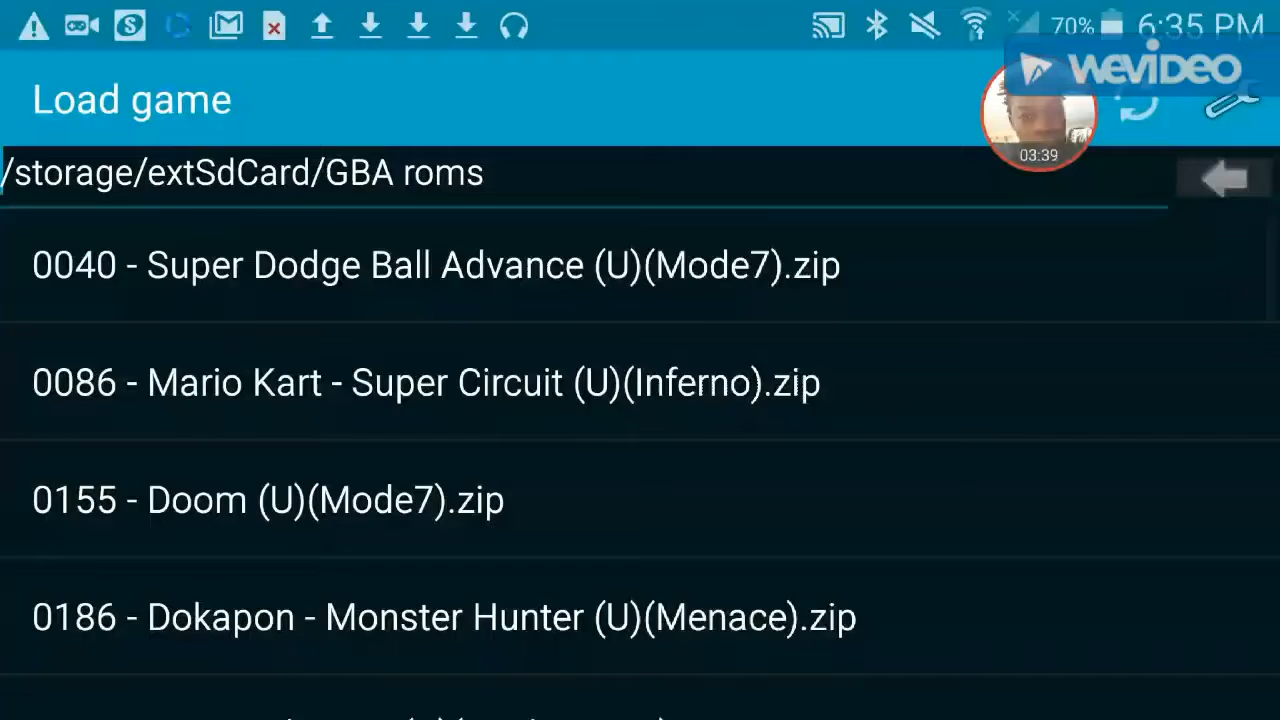 70% 6:35 PM
WEVIDEO
Load game
03:39
/storage/extSdCard/GBA roms
0040 - Super Dodge Ball Advance (U)(Mode7).zip
0086 - Mario Kart - Super Circuit (U)(Inferno).zip
0155 - Doom (U)(Mode7).zip
0186 - Dokapon - Monster Hunter (U)(Menace).zip